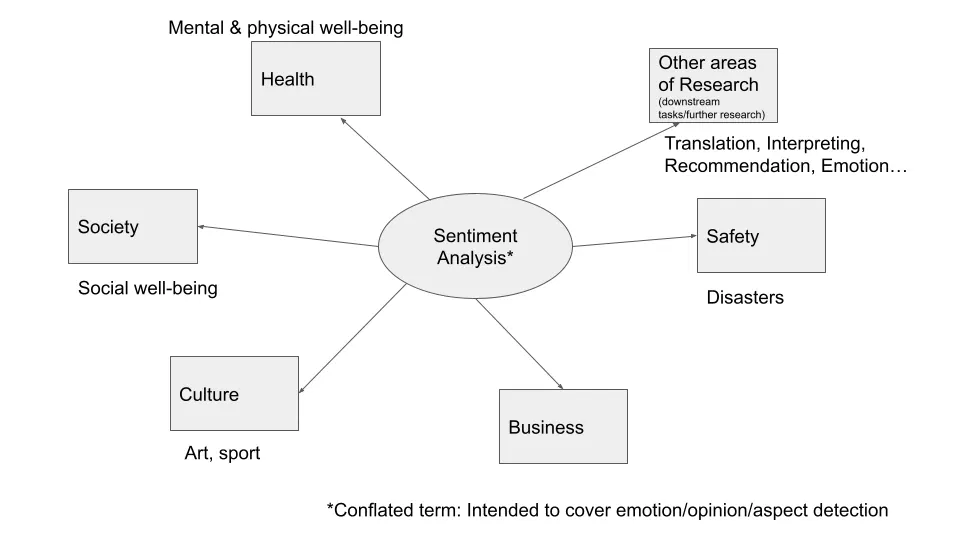 Mental & physical well-being
Health
Other areas
of Research
(downstream
tasks/further research)
Translation, Interpreting,
Recommendation, Emotion…
Society
Social well-being
Sentiment
Analysis*
Safety
Disasters
Culture
Art, sport
Business
*Conflated term: Intended to cover emotion/opinion/aspect detection